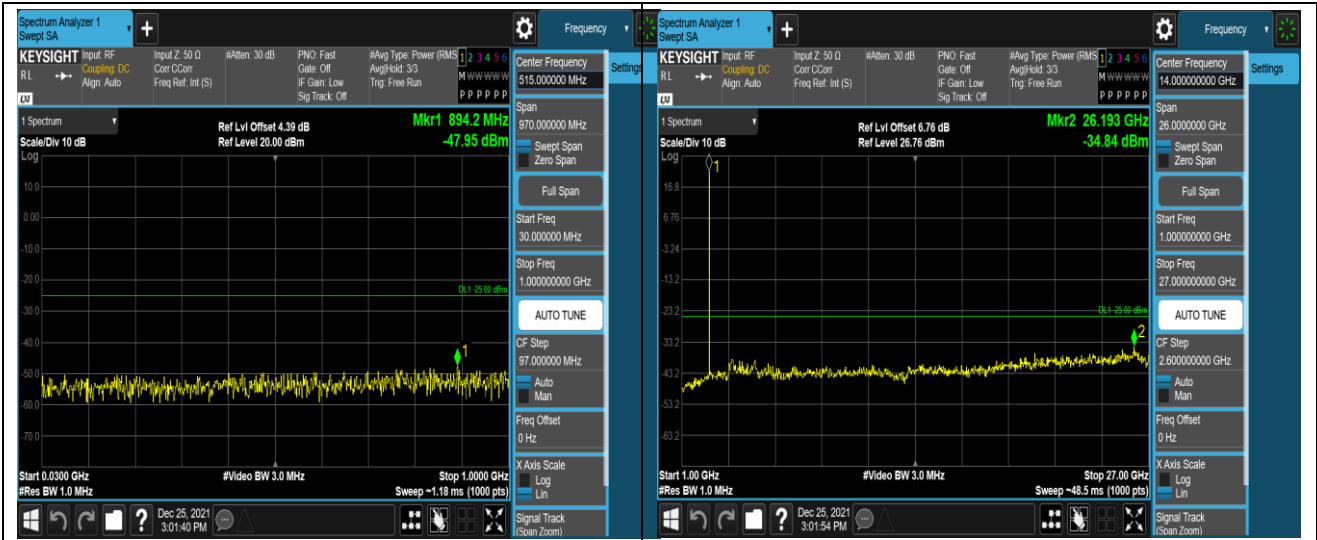 Spectrum Analyzer 1
Swept SA
Frequency
KEYSIGHT
Input: RF
Coupling: DC
Align: Auto
Input Z: 50 Ω
Corr CCorr
Freq Ref: Int (S)
#Atten: 30 dB
PNO: Fast
Gate: Off
IF Gain: Low
Sig Track: Off
#Avg Type: Power (RMS
Avg|Hold: 3/3
Trig: Free Run
1 2 3 4 5 6
M W W W W W
P P P P P P
RL
LXI
Center Frequency
515.000000 MHz
Settings
Span
970.000000 MHz
Swept Span
Zero Span
Full Span
Start Freq
30.000000 MHz
Stop Freq
1.000000000 GHz
AUTO TUNE
CF Step
97.000000 MHz
Auto
Man
Freq Offset
0 Hz
X Axis Scale
Log
Lin
Signal Track
(Span Zoom)
1 Spectrum
Scale/Div 10 dB
Log
Ref Lvl Offset 4.39 dB
Ref Level 20.00 dBm
Mkr1 894.2 MHz
-47.95 dBm
10.0
0.00
-10.0
-20.0
DL1 -25.00 dBm
-30.0
-40.0
1
-50.0
-60.0
-70.0
Start 0.0300 GHz
#Video BW 3.0 MHz
Stop 1.0000 GHz
#Res BW 1.0 MHz
Sweep ~1.18 ms (1000 pts)
?
Dec 25, 2021
3:01:40 PM
Spectrum Analyzer 1
Swept SA
Frequency
KEYSIGHT
Input: RF
Coupling: DC
Align: Auto
Input Z: 50 Ω
Corr CCorr
Freq Ref: Int (S)
#Atten: 30 dB
PNO: Fast
Gate: Off
IF Gain: Low
Sig Track: Off
#Avg Type: Power (RMS
Avg|Hold: 3/3
Trig: Free Run
1 2 3 4 5 6
M W W W W W
P P P P P P
RL
LXI
Center Frequency
14.000000000 GHz
Settings
Span
26.0000000 GHz
Swept Span
Zero Span
Full Span
Start Freq
1.000000000 GHz
Stop Freq
27.000000000 GHz
AUTO TUNE
CF Step
2.600000000 GHz
Auto
Man
Freq Offset
0 Hz
X Axis Scale
Log
Lin
Signal Track
(Span Zoom)
1 Spectrum
Scale/Div 10 dB
Log
Ref Lvl Offset 6.76 dB
Ref Level 26.76 dBm
Mkr2 26.193 GHz
-34.84 dBm
1
16.8
6.76
-3.24
-13.2
-23.2
DL1 -25.00 dBm
-33.2
2
-43.2
-53.2
-63.2
Start 1.00 GHz
#Video BW 3.0 MHz
Stop 27.00 GHz
#Res BW 1.0 MHz
Sweep ~48.5 ms (1000 pts)
?
Dec 25, 2021
3:01:54 PM